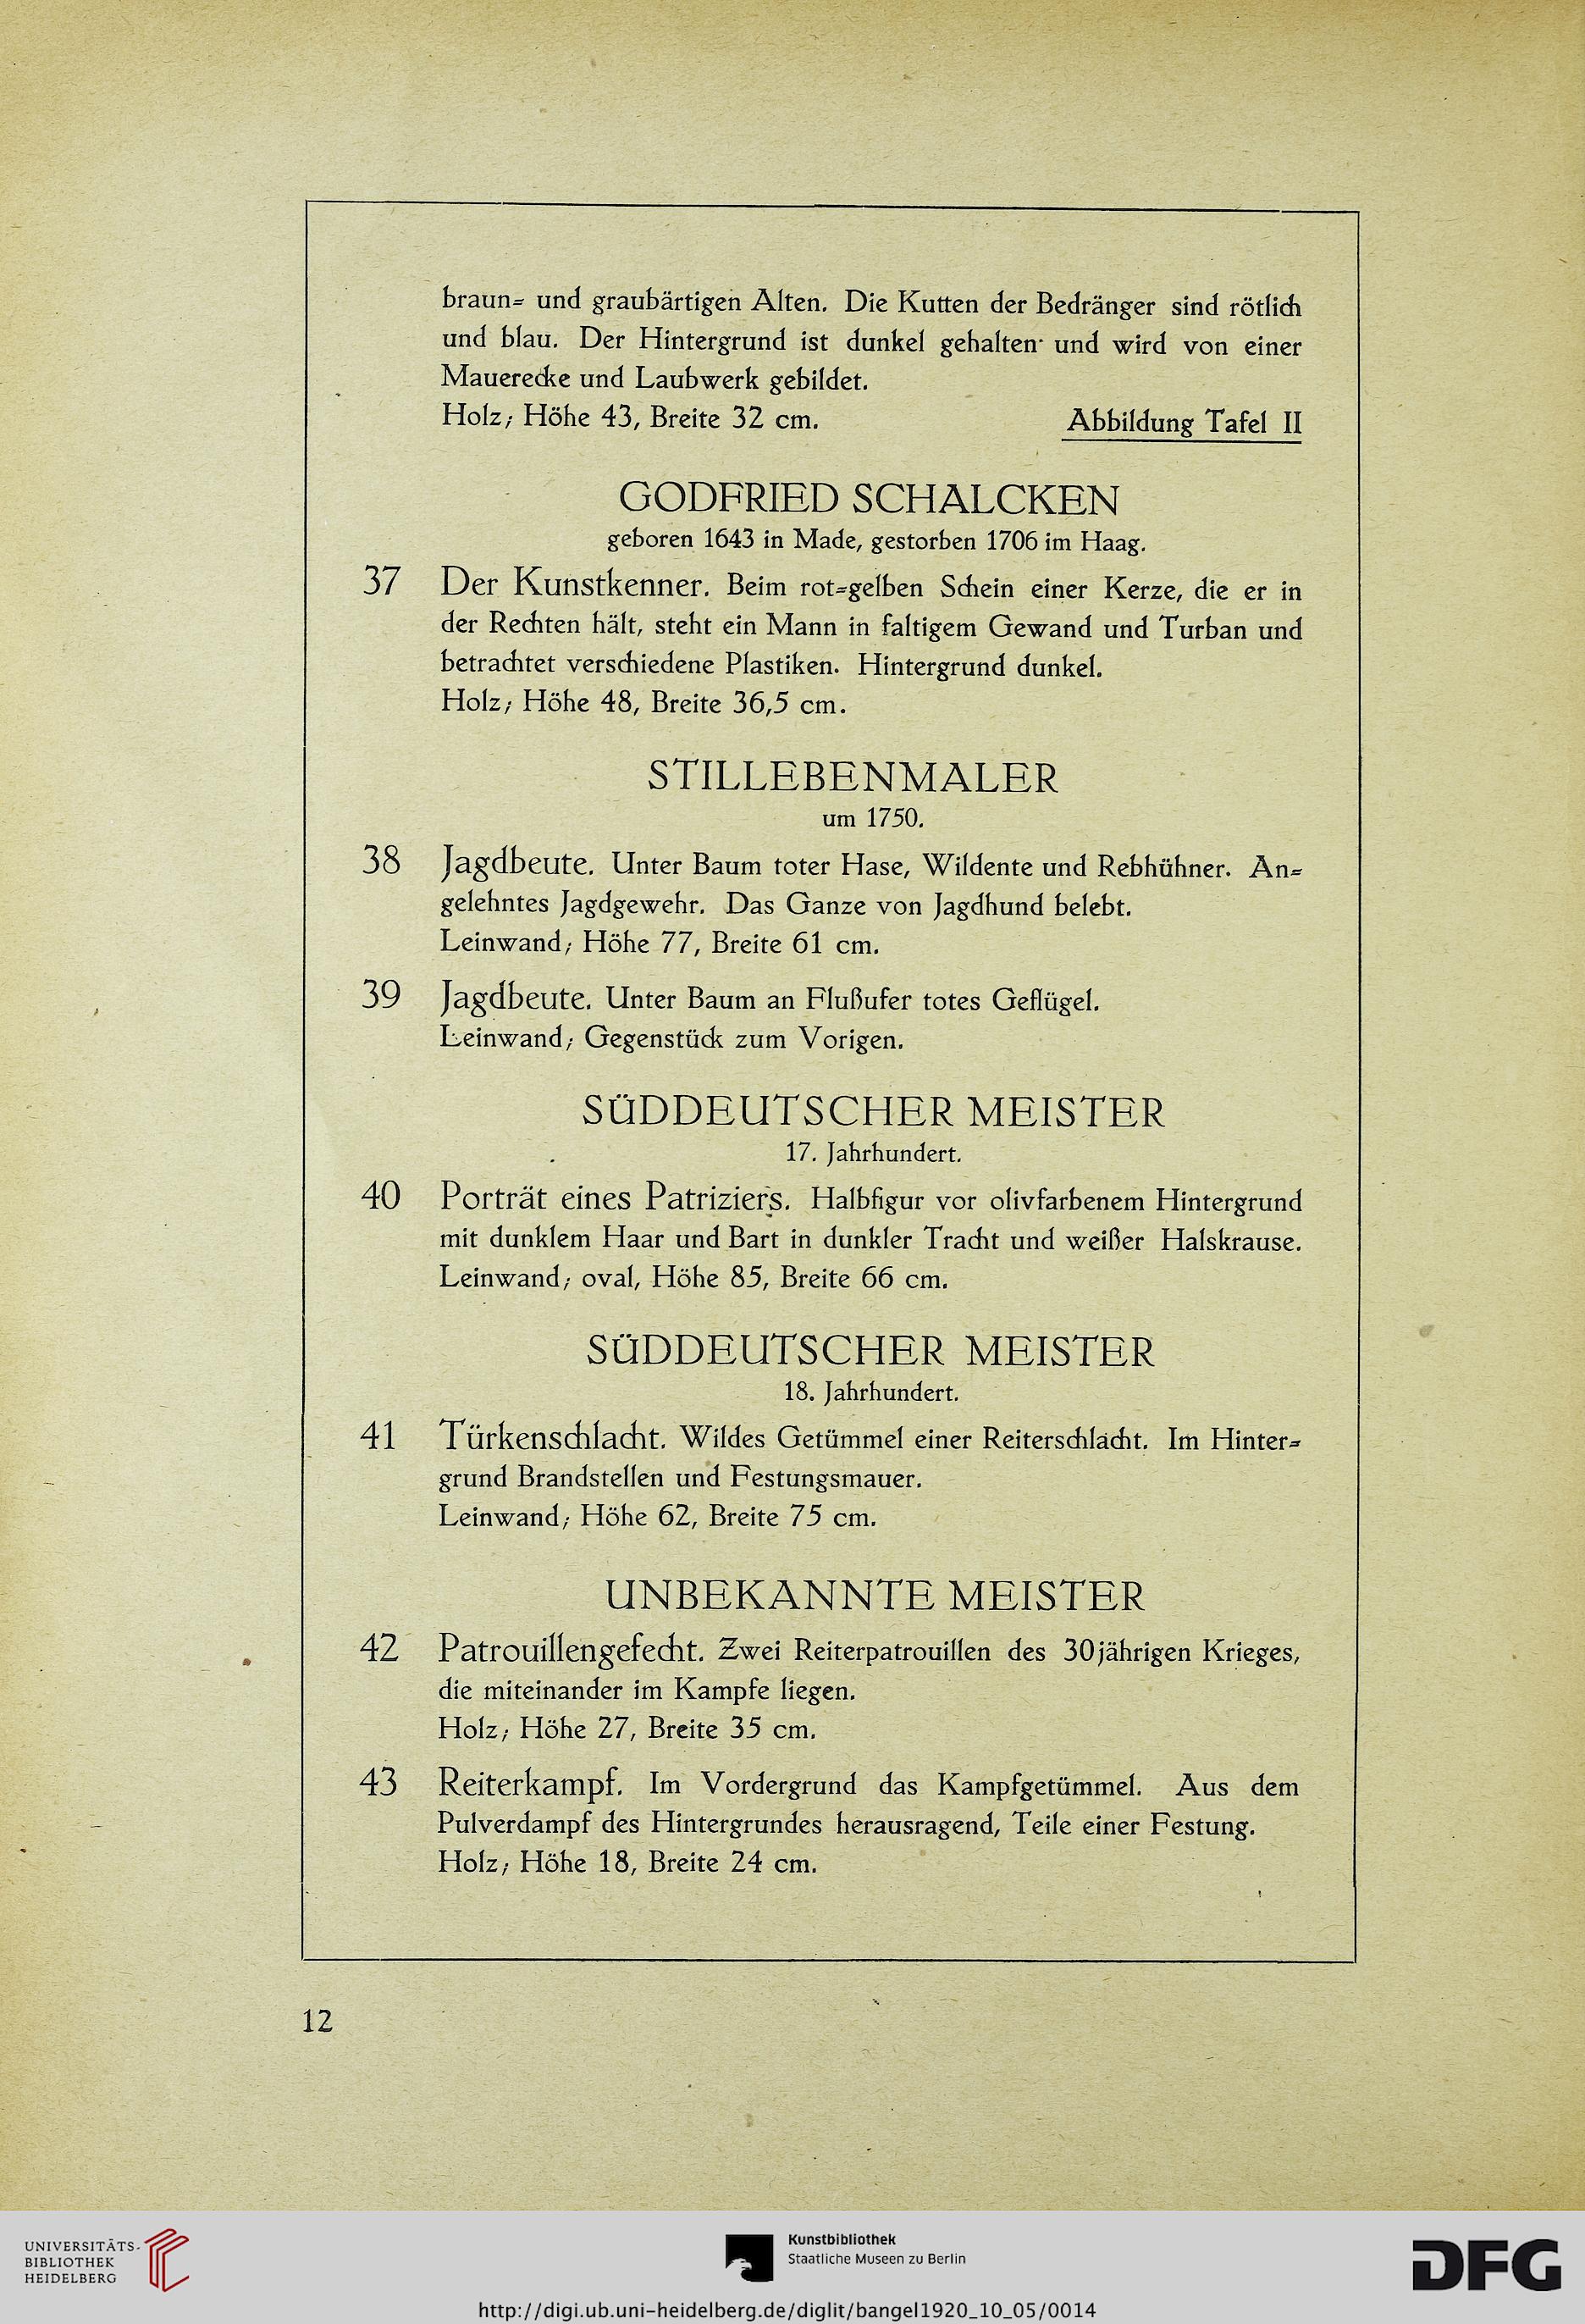 braun= und graubärtigen Alten. Die Kutten der Bedränger sind rötlich
und blau. Der Hintergrund ist dunkel gehalten und wird von einer
Mauerecke und Laubwerk gebildet.
Holz; Höhe 43, Breite 32 cm. Abbildung Tafel II
GODFRIED SCHALCKEN
geboren 1643 in Made, gestorben 1706 im Haag.
37 Der Kunstkenner. Beim rot=gelben Schein einer Kerze, die er in
der Rechten hält, steht ein Mann in faltigem Gewand und Turban und
betrachtet verschiedene Plastiken. Hintergrund dunkel.
Holz; Höhe 48, Breite 36,5 cm.
STILLEBENMALER
um 1750.
38 Jagdbeute. Unter Baum toter Hase, Wildente und Rebhühner. An=
gelehntes Jagdgewehr. Das Ganze von Jagdhund belebt.
Leinwand; Höhe 77, Breite 61 cm.
39 Jagdbeute. Unter Baum an Flußufer totes Geflügel.
Leinwand; Gegenstück zum Vorigen.
SÜDDEUTSCHER MEISTER
17. Jahrhundert.
40 Porträt eines Patriziers. Halbfigur vor olivfarbenem Hintergrund
mit dunklem Haar und Bart in dunkler Tracht und weißer Halskrause.
Leinwand; oval, Höhe 85, Breite 66 cm.
SÜDDEUTSCHER MEISTER
18. Jahrhundert.
41 Türkenschlacht. Wildes Getümmel einer Reiterschlacht. Im Hinter=
grund Brandstellen und Festungsmauer.
Leinwand; Höhe 62, Breite 75 cm.
UNBEKANNTE MEISTER
42 Patrouillengefecht. Zwei Reiterpatrouillen des 30jährigen Krieges,
die miteinander im Kampfe liegen.
Holz; Höhe 27, Breite 35 cm.
43 Reiterkampf. Im Vordergrund das Kampfgetümmel. Aus dem
Pulverdampf des Hintergrundes herausragend, Teile einer Festung.
Holz; Höhe 18, Breite 24 cm.
12
UNIVERSITÄTS-
BIBLIOTHEK
HEIDELBERG
Kunstbibliothek
Staatliche Museen zu Berlin
DFG
http://digi.ub.uni-heidelberg.de/diglit/bangel1920_10_05/0014